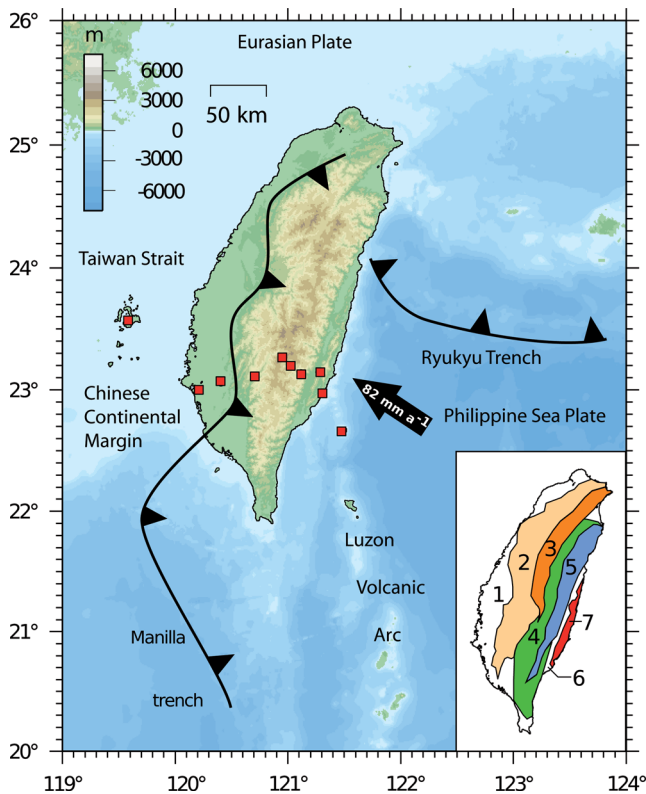 26°
m
Eurasian Plate
6000
3000
0
-3000
-6000
50 km
25°
Taiwan Strait
24°
Ryukyu Trench
23°
82 mm a-1
Chinese
Continental
Margin
Philippine Sea Plate
22°
Luzon
Volcanic
Arc
21°
Manilla
trench
1
2
3
4
5
6
7
20°
119°
120°
121°
122°
123°
124°